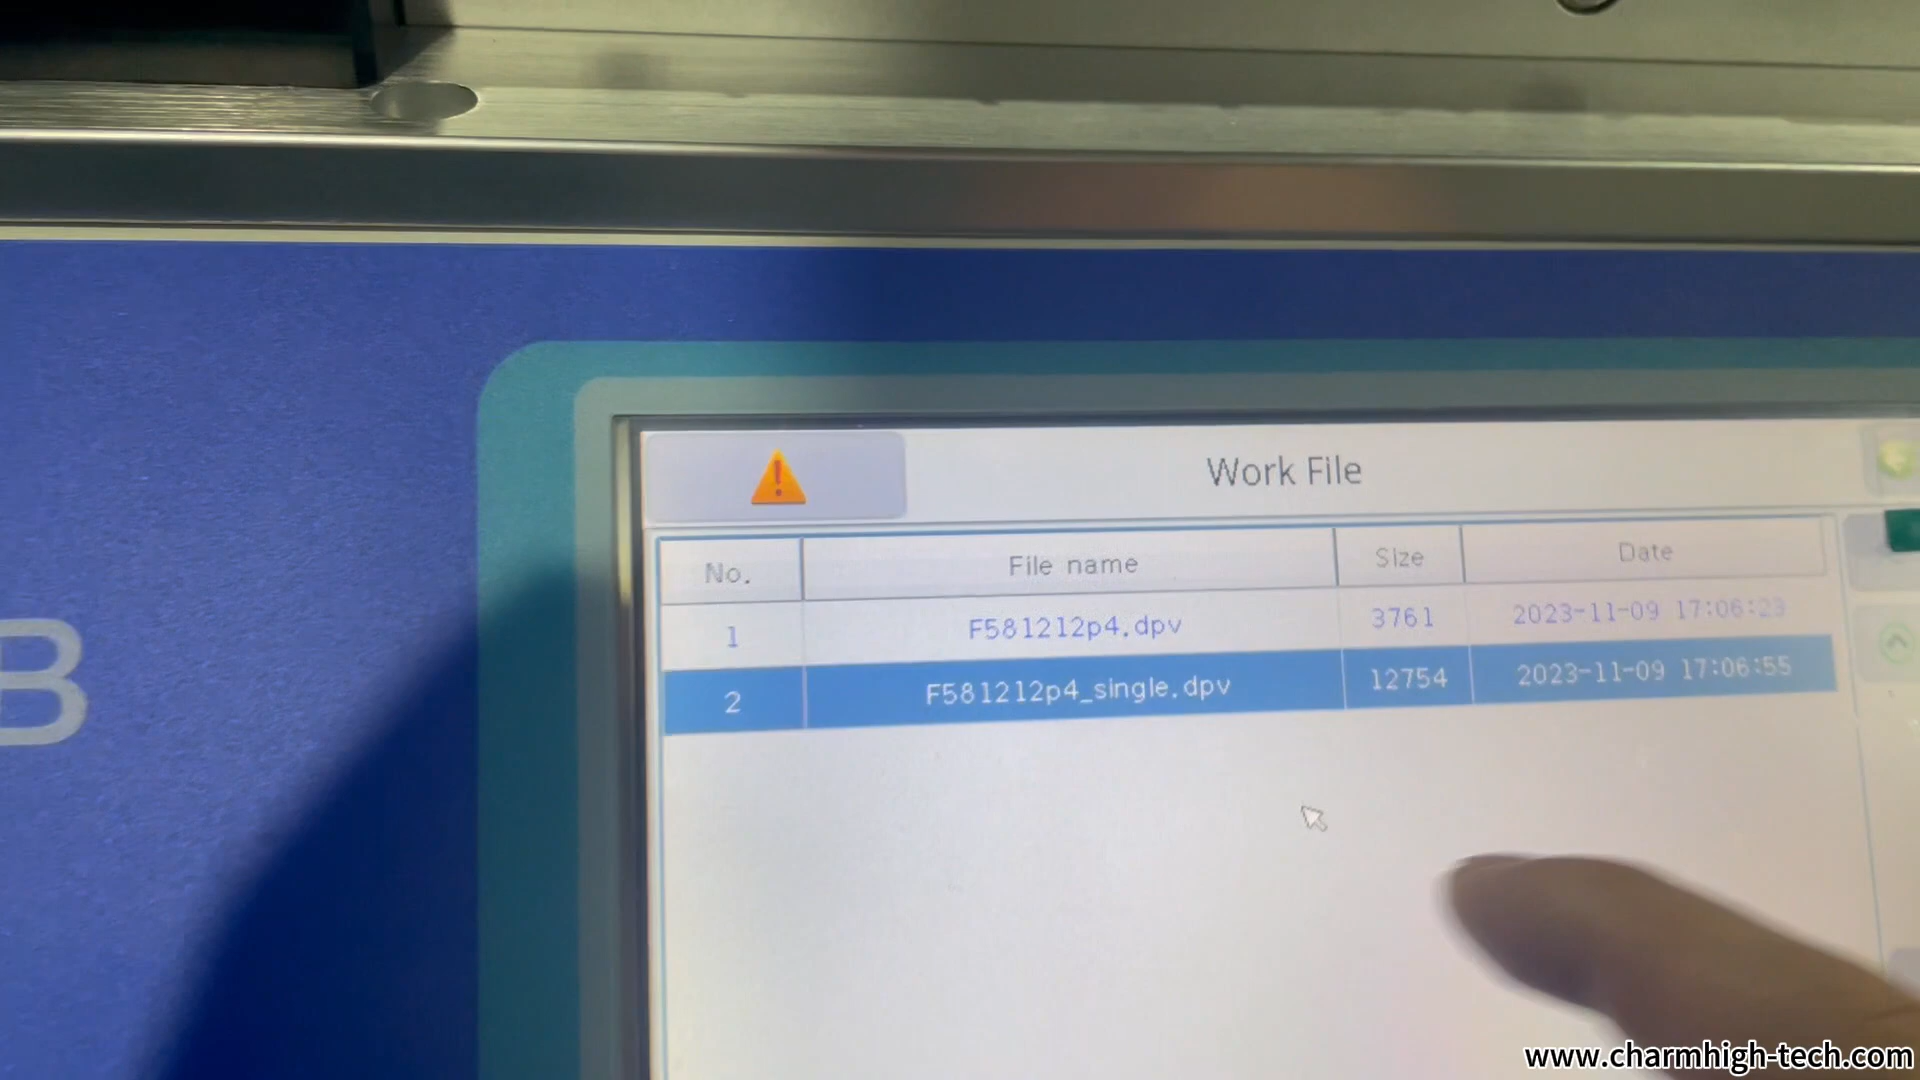 Work File
No. File name Size Date
1 F581212p4.dpv 3761 2023-11-09 17:06:23
2 F581212p4_single.dpv 12754 2023-11-09 17:06:55
B
www.charmhigh-tech.com